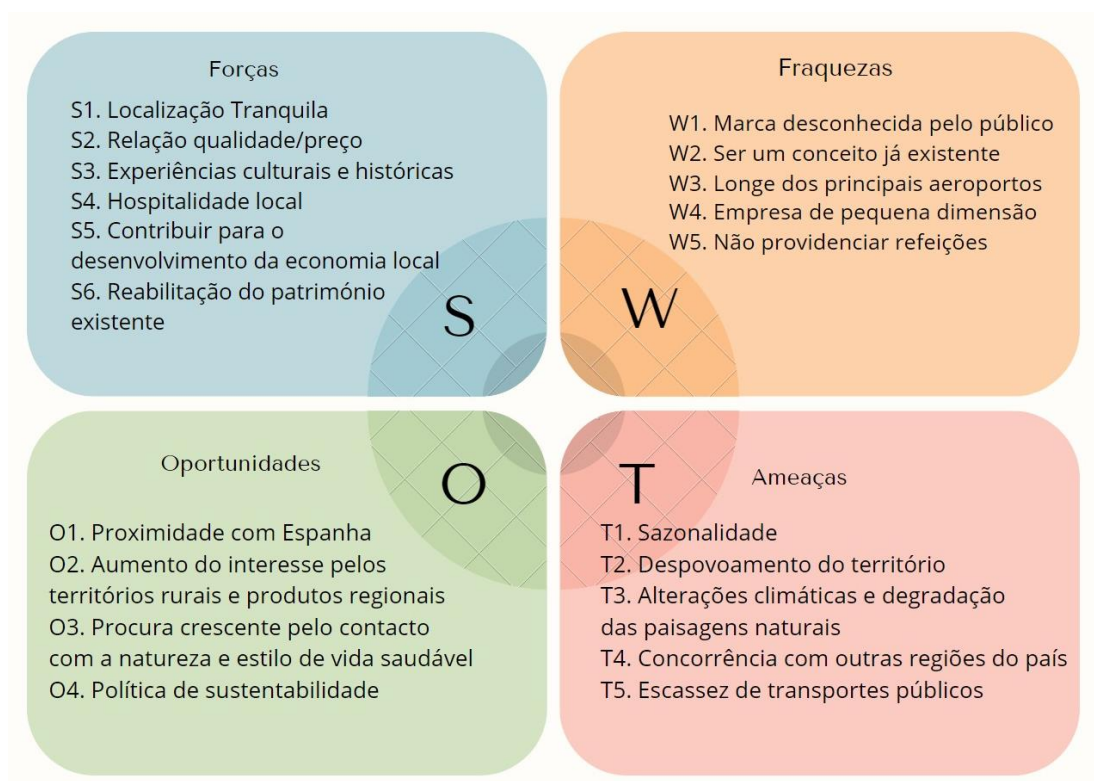 Forças
S1. Localização Tranquila
S2. Relação qualidade/preço
S3. Experiências culturais e históricas
S4. Hospitalidade local
S5. Contribuir para o
desenvolvimento da economia local
S6. Reabilitação do património
existente
S
Fraquezas
W1. Marca desconhecida pelo público
W2. Ser um conceito já existente
W3. Longe dos principais aeroportos
W4. Empresa de pequena dimensão
W5. Não providenciar refeições
W
Oportunidades
O
O1. Proximidade com Espanha
O2. Aumento do interesse pelos
territórios rurais e produtos regionais
O3. Procura crescente pelo contacto
com a natureza e estilo de vida saudável
O4. Política de sustentabilidade
T
Ameaças
T1. Sazonalidade
T2. Despovoamento do território
T3. Alterações climáticas e degradação
das paisagens naturais
T4. Concorrência com outras regiões do país
T5. Escassez de transportes públicos